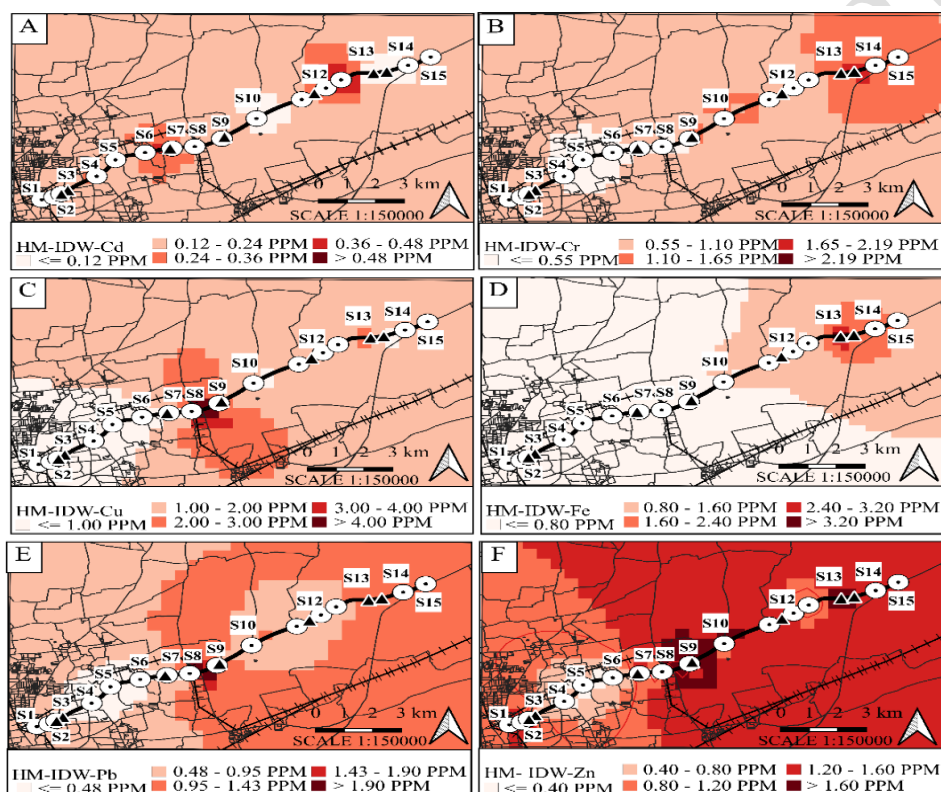 A
S13
S14
S12
S15
S10
S9
S8
S7
S6
S5
S4
S3
S1
S2
0 1 2 3 km
SCALE 1:150000
HM-IDW-Cd
<= 0.12 PPM
0.12 - 0.24 PPM
0.24 - 0.36 PPM
0.36 - 0.48 PPM
> 0.48 PPM
B
S13
S14
S12
S15
S10
S9
S8
S7
S6
S5
S4
S3
S1
S2
0 1 2 3 km
SCALE 1:150000
HM-IDW-Cr
<= 0.55 PPM
0.55 - 1.10 PPM
1.10 - 1.65 PPM
1.65 - 2.19 PPM
> 2.19 PPM
C
S13
S14
S12
S15
S10
S9
S8
S7
S6
S5
S4
S3
S1
S2
0 1 2 3 km
SCALE 1:150000
HM-IDW-Cu
<= 1.00 PPM
1.00 - 2.00 PPM
2.00 - 3.00 PPM
3.00 - 4.00 PPM
> 4.00 PPM
D
S13
S14
S12
S15
S10
S9
S8
S7
S6
S5
S4
S3
S1
S2
0 1 2 3 km
SCALE 1:150000
HM-IDW-Fe
<= 0.80 PPM
0.80 - 1.60 PPM
1.60 - 2.40 PPM
2.40 - 3.20 PPM
> 3.20 PPM
E
S13
S14
S12
S15
S10
S9
S8
S7
S6
S5
S4
S3
S1
S2
0 1 2 3 km
SCALE 1:150000
HM-IDW-Pb
<= 0.48 PPM
0.48 - 0.95 PPM
0.95 - 1.43 PPM
1.43 - 1.90 PPM
> 1.90 PPM
F
S13
S14
S12
S15
S10
S9
S8
S7
S6
S5
S4
S3
S1
S2
0 1 2 3 km
SCALE 1:150000
HM- IDW-Zn
<= 0.40 PPM
0.40 - 0.80 PPM
0.80 - 1.20 PPM
1.20 - 1.60 PPM
> 1.60 PPM